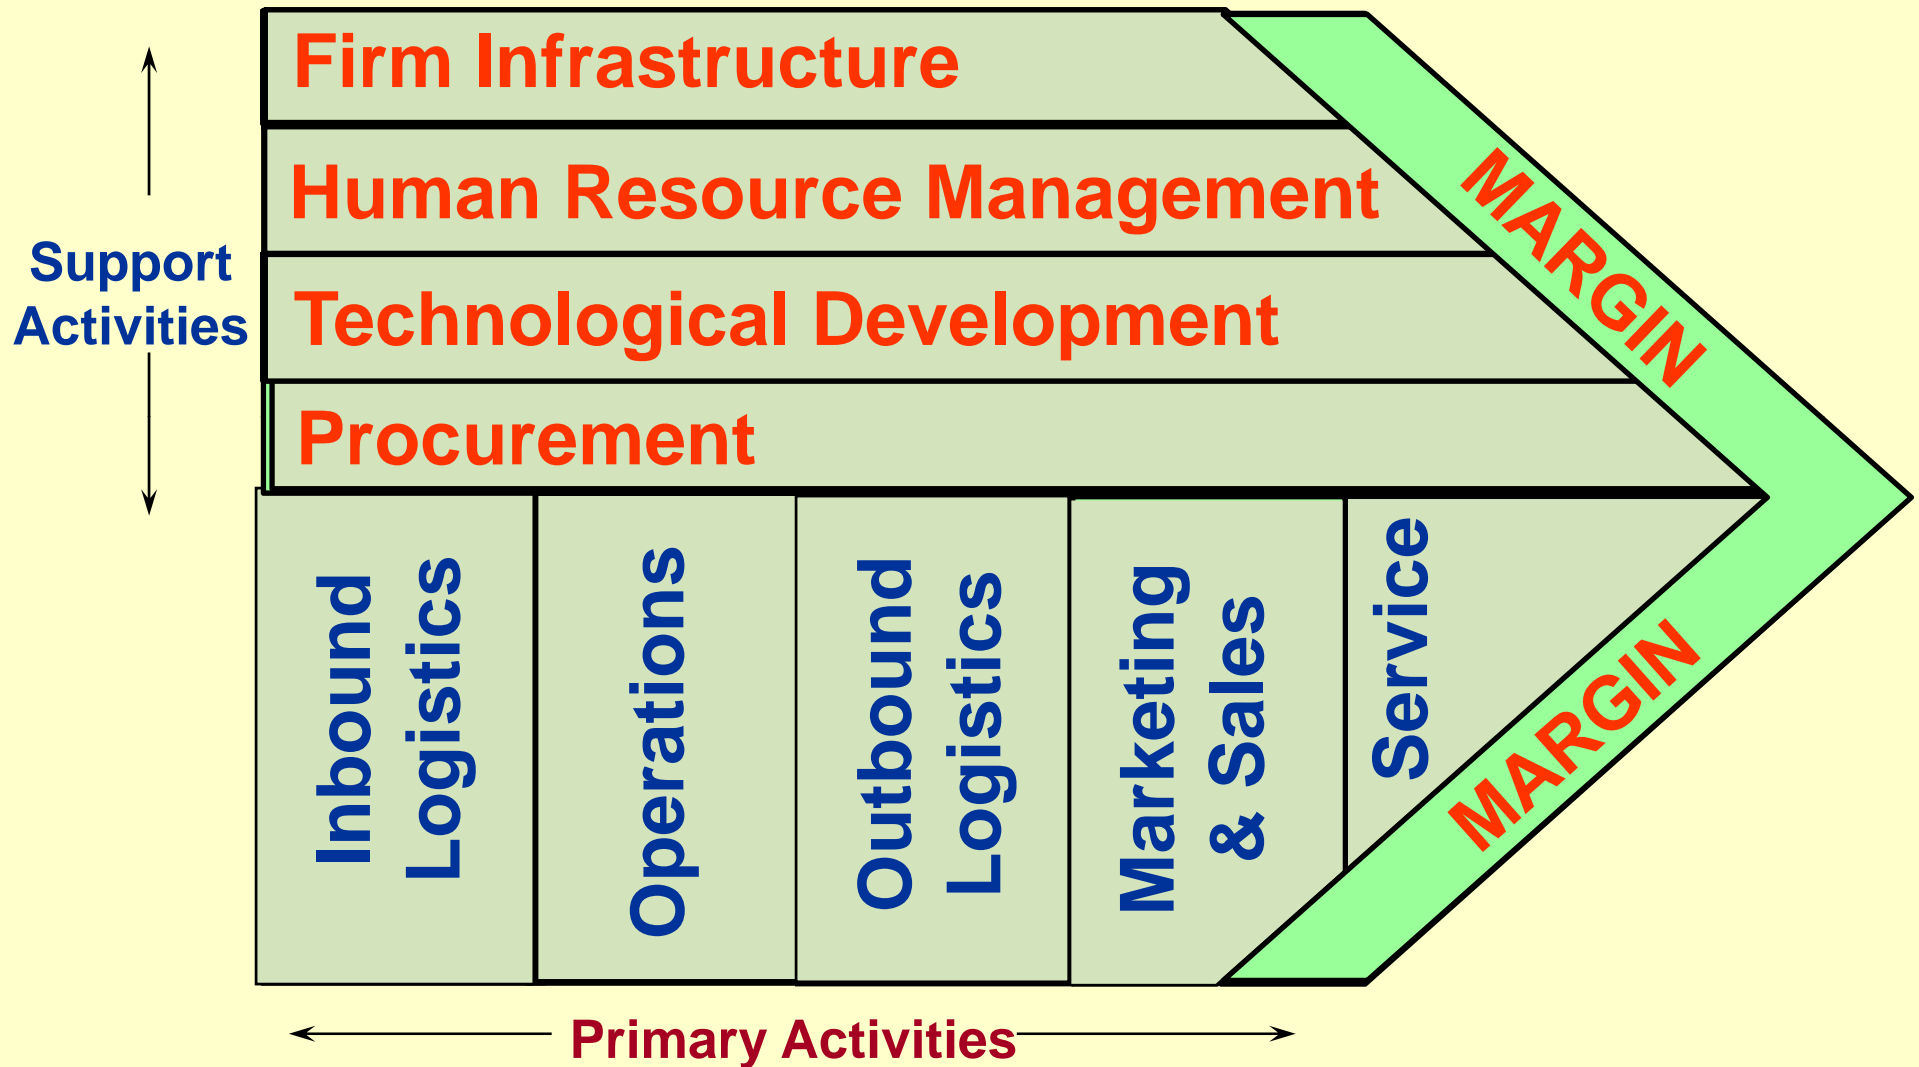 Firm Infrastructure
Human Resource Management
Technological Development
Procurement
Support
Activities
MARGIN
Inbound
Logistics
Operations
Outbound
Logistics
Marketing
& Sales
Service
MARGIN
Primary Activities